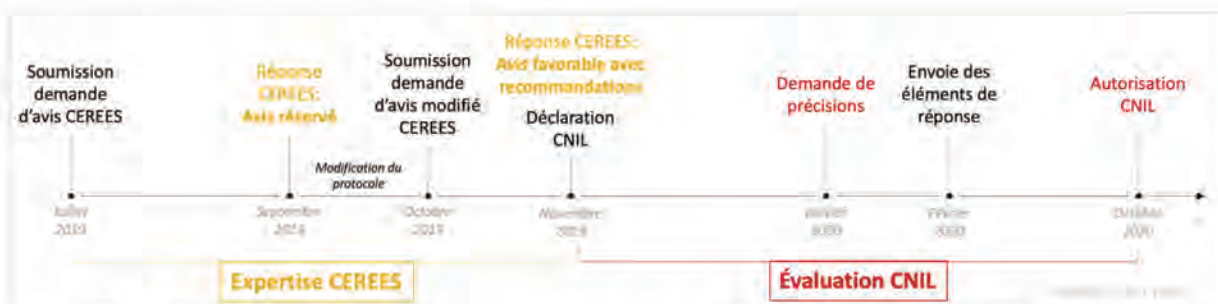 Soumission
demande
d'avis CEREES
Réponse
CEREES:
Avis réservé
Soumission
demande
d'avis modifié
CEREES
Réponse CEREES:
Avis favorable avec
recommandations
Déclaration
CNIL
Demande de
précisions
Envoie des
éléments de
réponse
Autorisation
CNIL
Modification du
protocole
Juillet
2019
Septembre
2019
Octobre
2019
Novembre
2019
Janvier
2020
Février
2020
Octobre
2020
Expertise CEREES
Évaluation CNIL